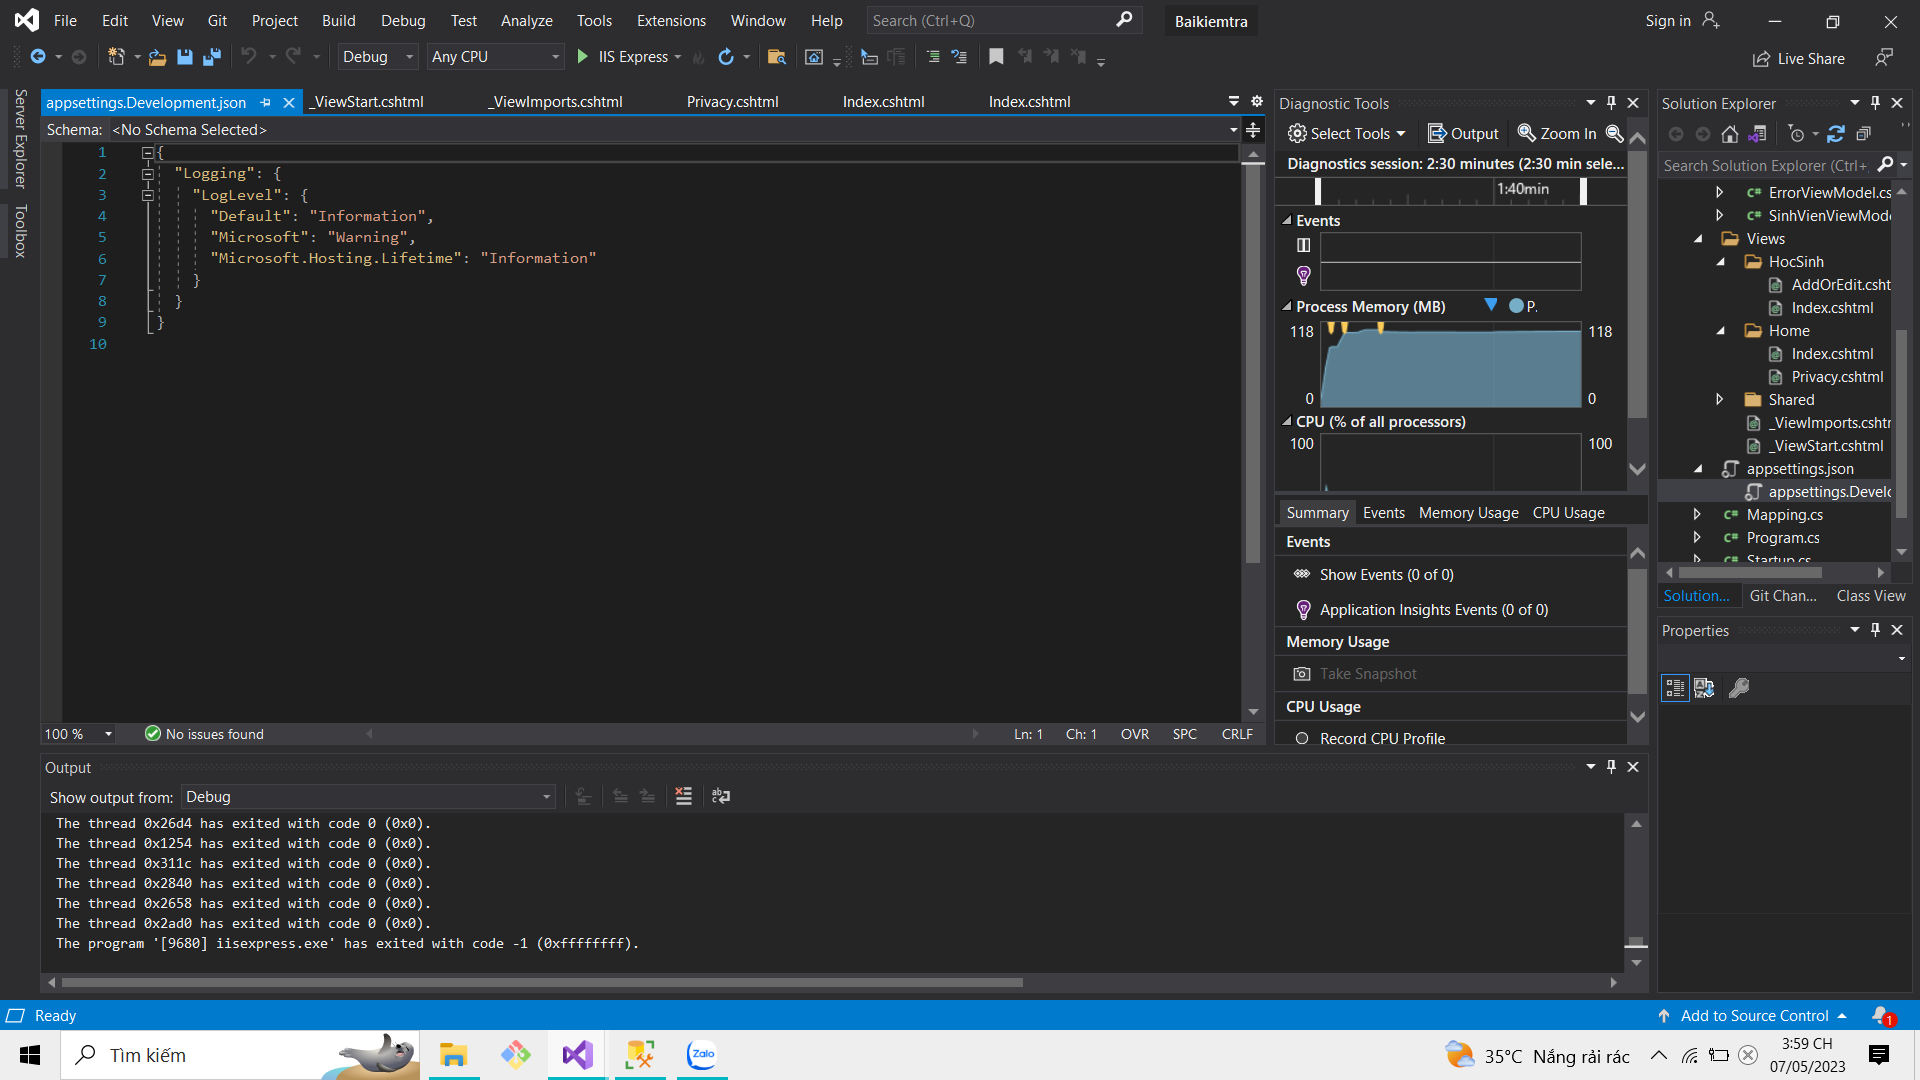 File Edit View Git Project Build Debug Test Analyze Tools Extensions Window Help Search (Ctrl+Q) Baikiemtra Sign in
Debug Any CPU IIS Express Live Share
Server Explorer
Toolbox
appsettings.Development.json _ViewStart.cshtml _ViewImports.cshtml Privacy.cshtml Index.cshtml Index.cshtml
Schema: <No Schema Selected>
1 {
2 "Logging": {
3 "LogLevel": {
4 "Default": "Information",
5 "Microsoft": "Warning",
6 "Microsoft.Hosting.Lifetime": "Information"
7 }
8 }
9 }
10
100 % No issues found Ln: 1 Ch: 1 OVR SPC CRLF
Diagnostic Tools
Select Tools Output Zoom In
Diagnostics session: 2:30 minutes (2:30 min sele...
1:40min
Events
Process Memory (MB) P.
118 118
0 0
CPU (% of all processors)
100 100
Summary Events Memory Usage CPU Usage
Events
Show Events (0 of 0)
Application Insights Events (0 of 0)
Memory Usage
Take Snapshot
CPU Usage
Record CPU Profile
Solution Explorer
Search Solution Explorer (Ctrl+,
C# ErrorViewModel.cs
C# SinhVienViewMode
Views
HocSinh
AddOrEdit.csht
Index.cshtml
Home
Index.cshtml
Privacy.cshtml
Shared
_ViewImports.cshtm
_ViewStart.cshtml
appsettings.json
appsettings.Develo
C# Mapping.cs
C# Program.cs
C# Startup.cs
Solution... Git Chan... Class View
Properties
Output
Show output from: Debug
The thread 0x26d4 has exited with code 0 (0x0).
The thread 0x1254 has exited with code 0 (0x0).
The thread 0x311c has exited with code 0 (0x0).
The thread 0x2840 has exited with code 0 (0x0).
The thread 0x2658 has exited with code 0 (0x0).
The thread 0x2ad0 has exited with code 0 (0x0).
The program '[9680] iisexpress.exe' has exited with code -1 (0xffffffff).
Ready Add to Source Control 1
Tìm kiếm Zalo 35°C Nắng rải rác 3:59 CH
07/05/2023